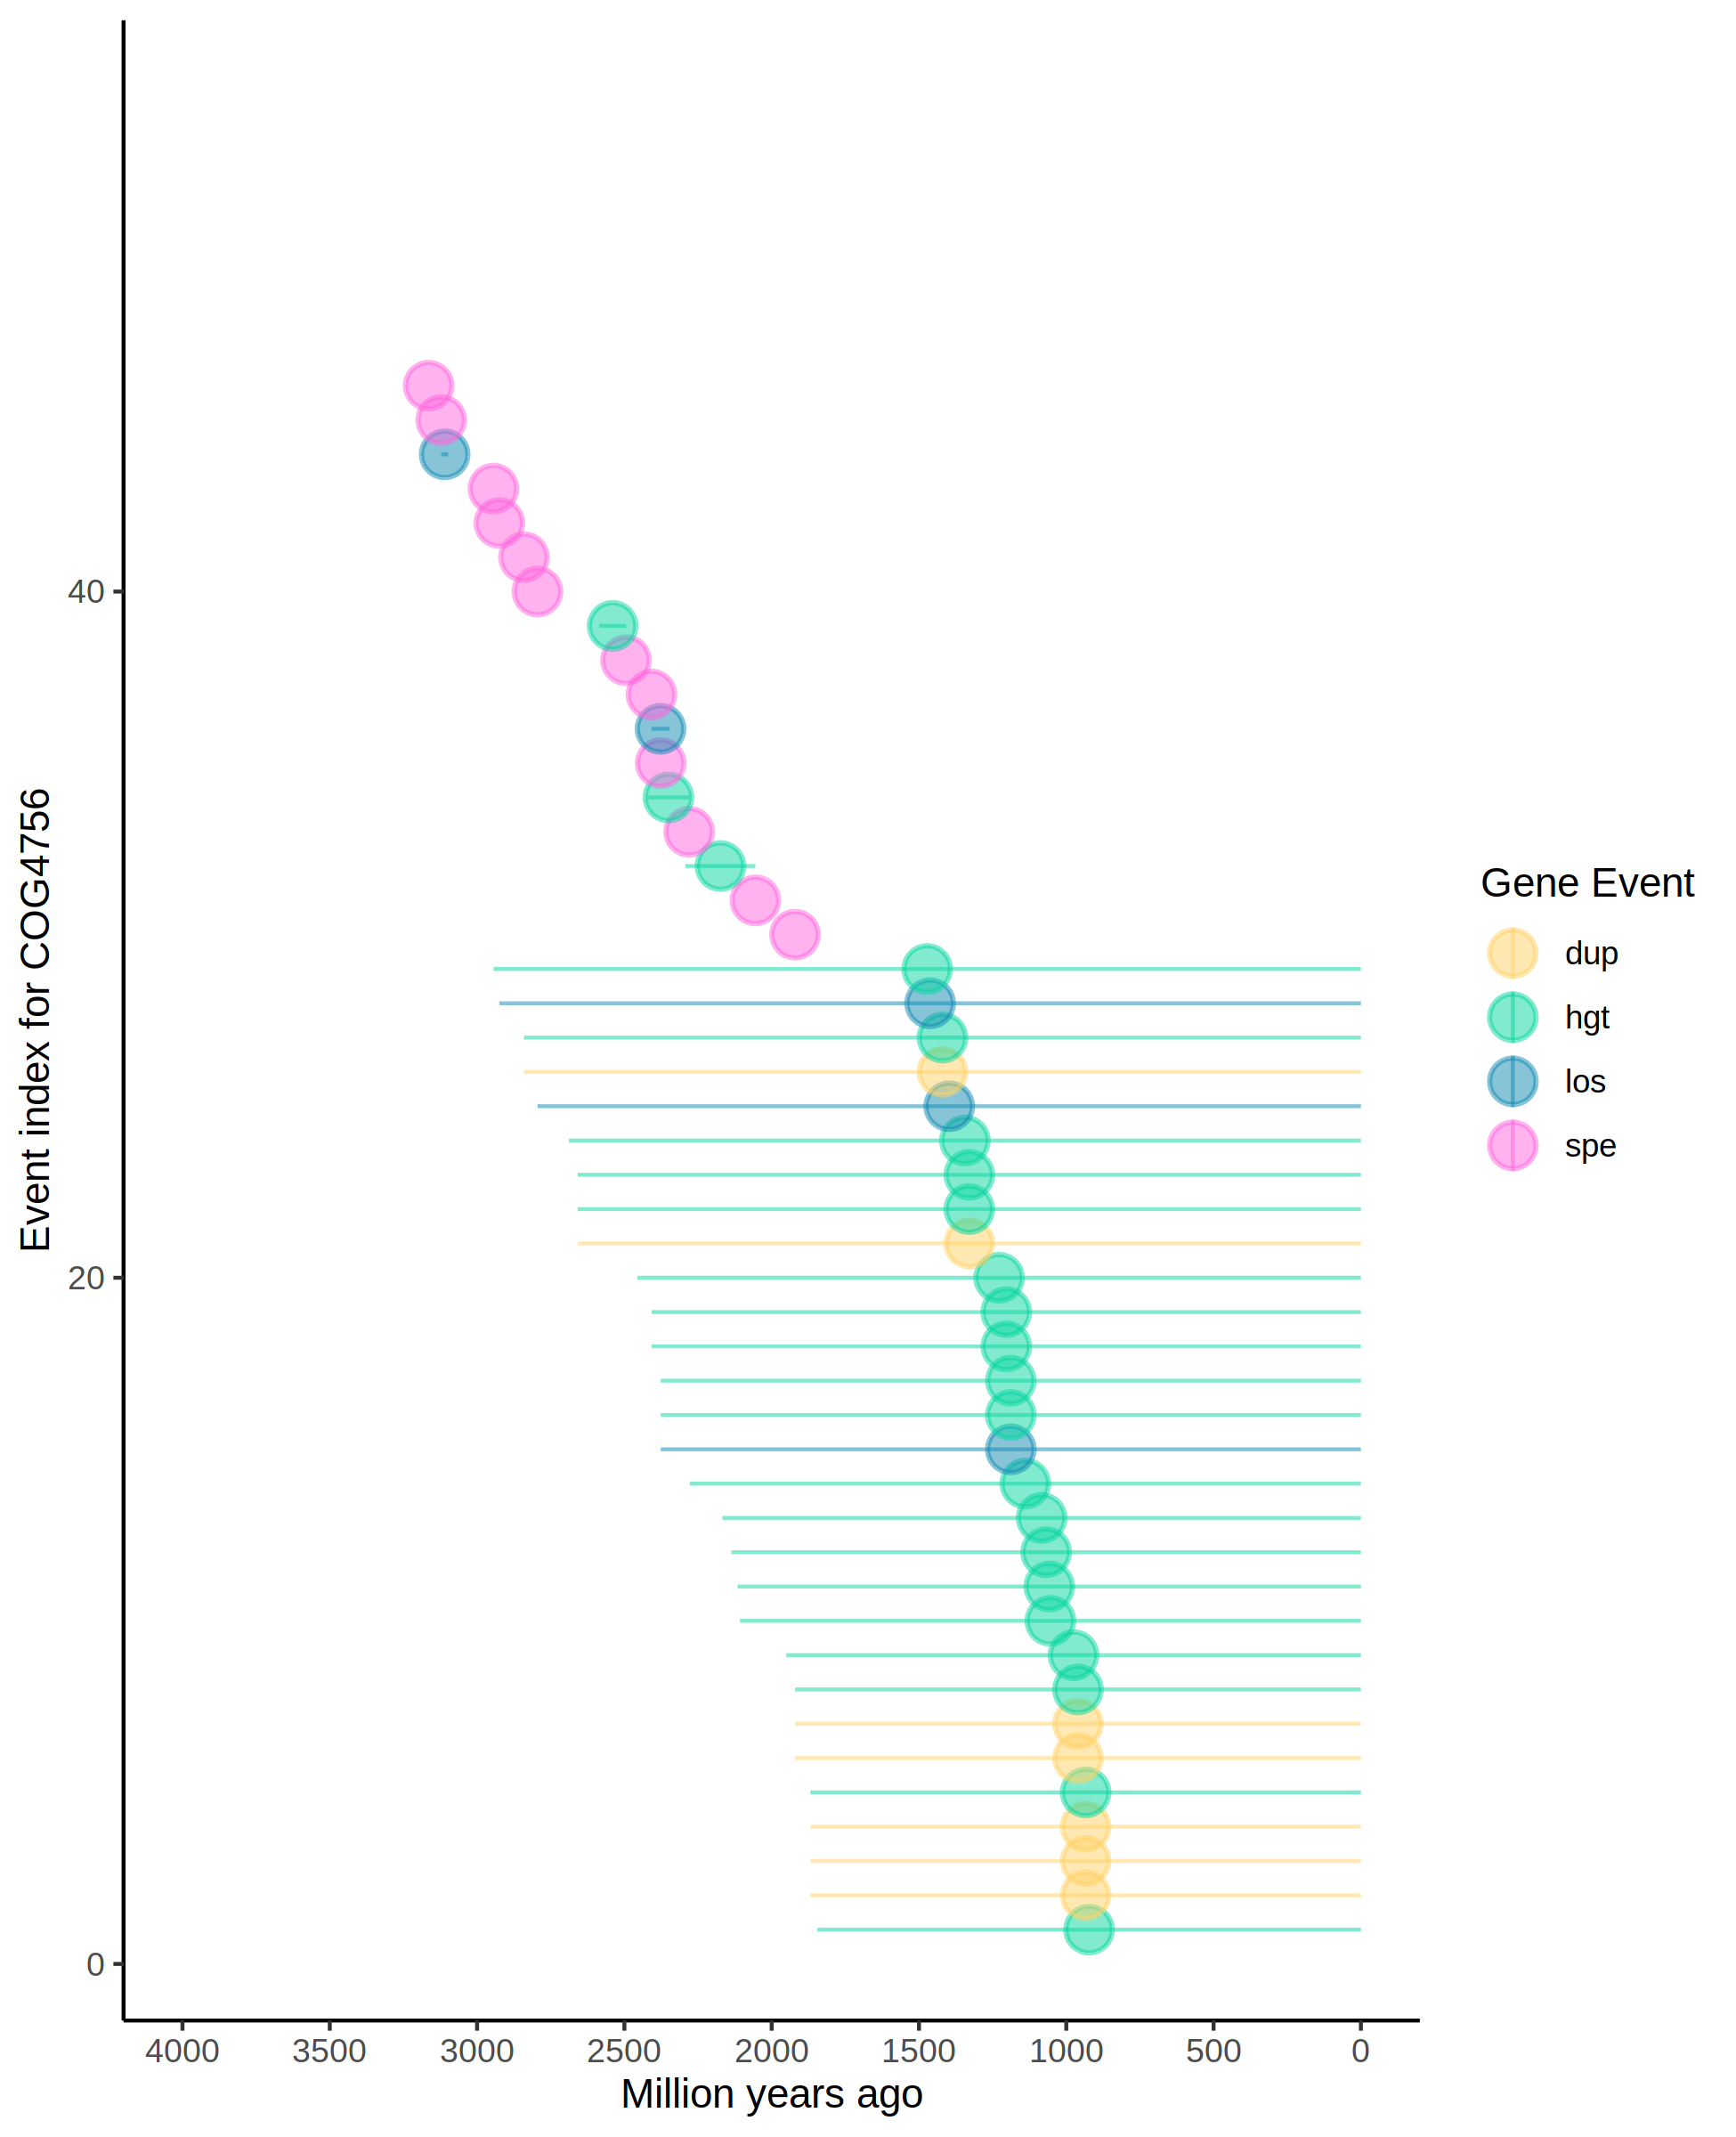 Event index for COG4756
40
20
0
4000 3500 3000 2500 2000 1500 1000 500 0
Million years ago
Gene Event
dup
hgt
los
spe